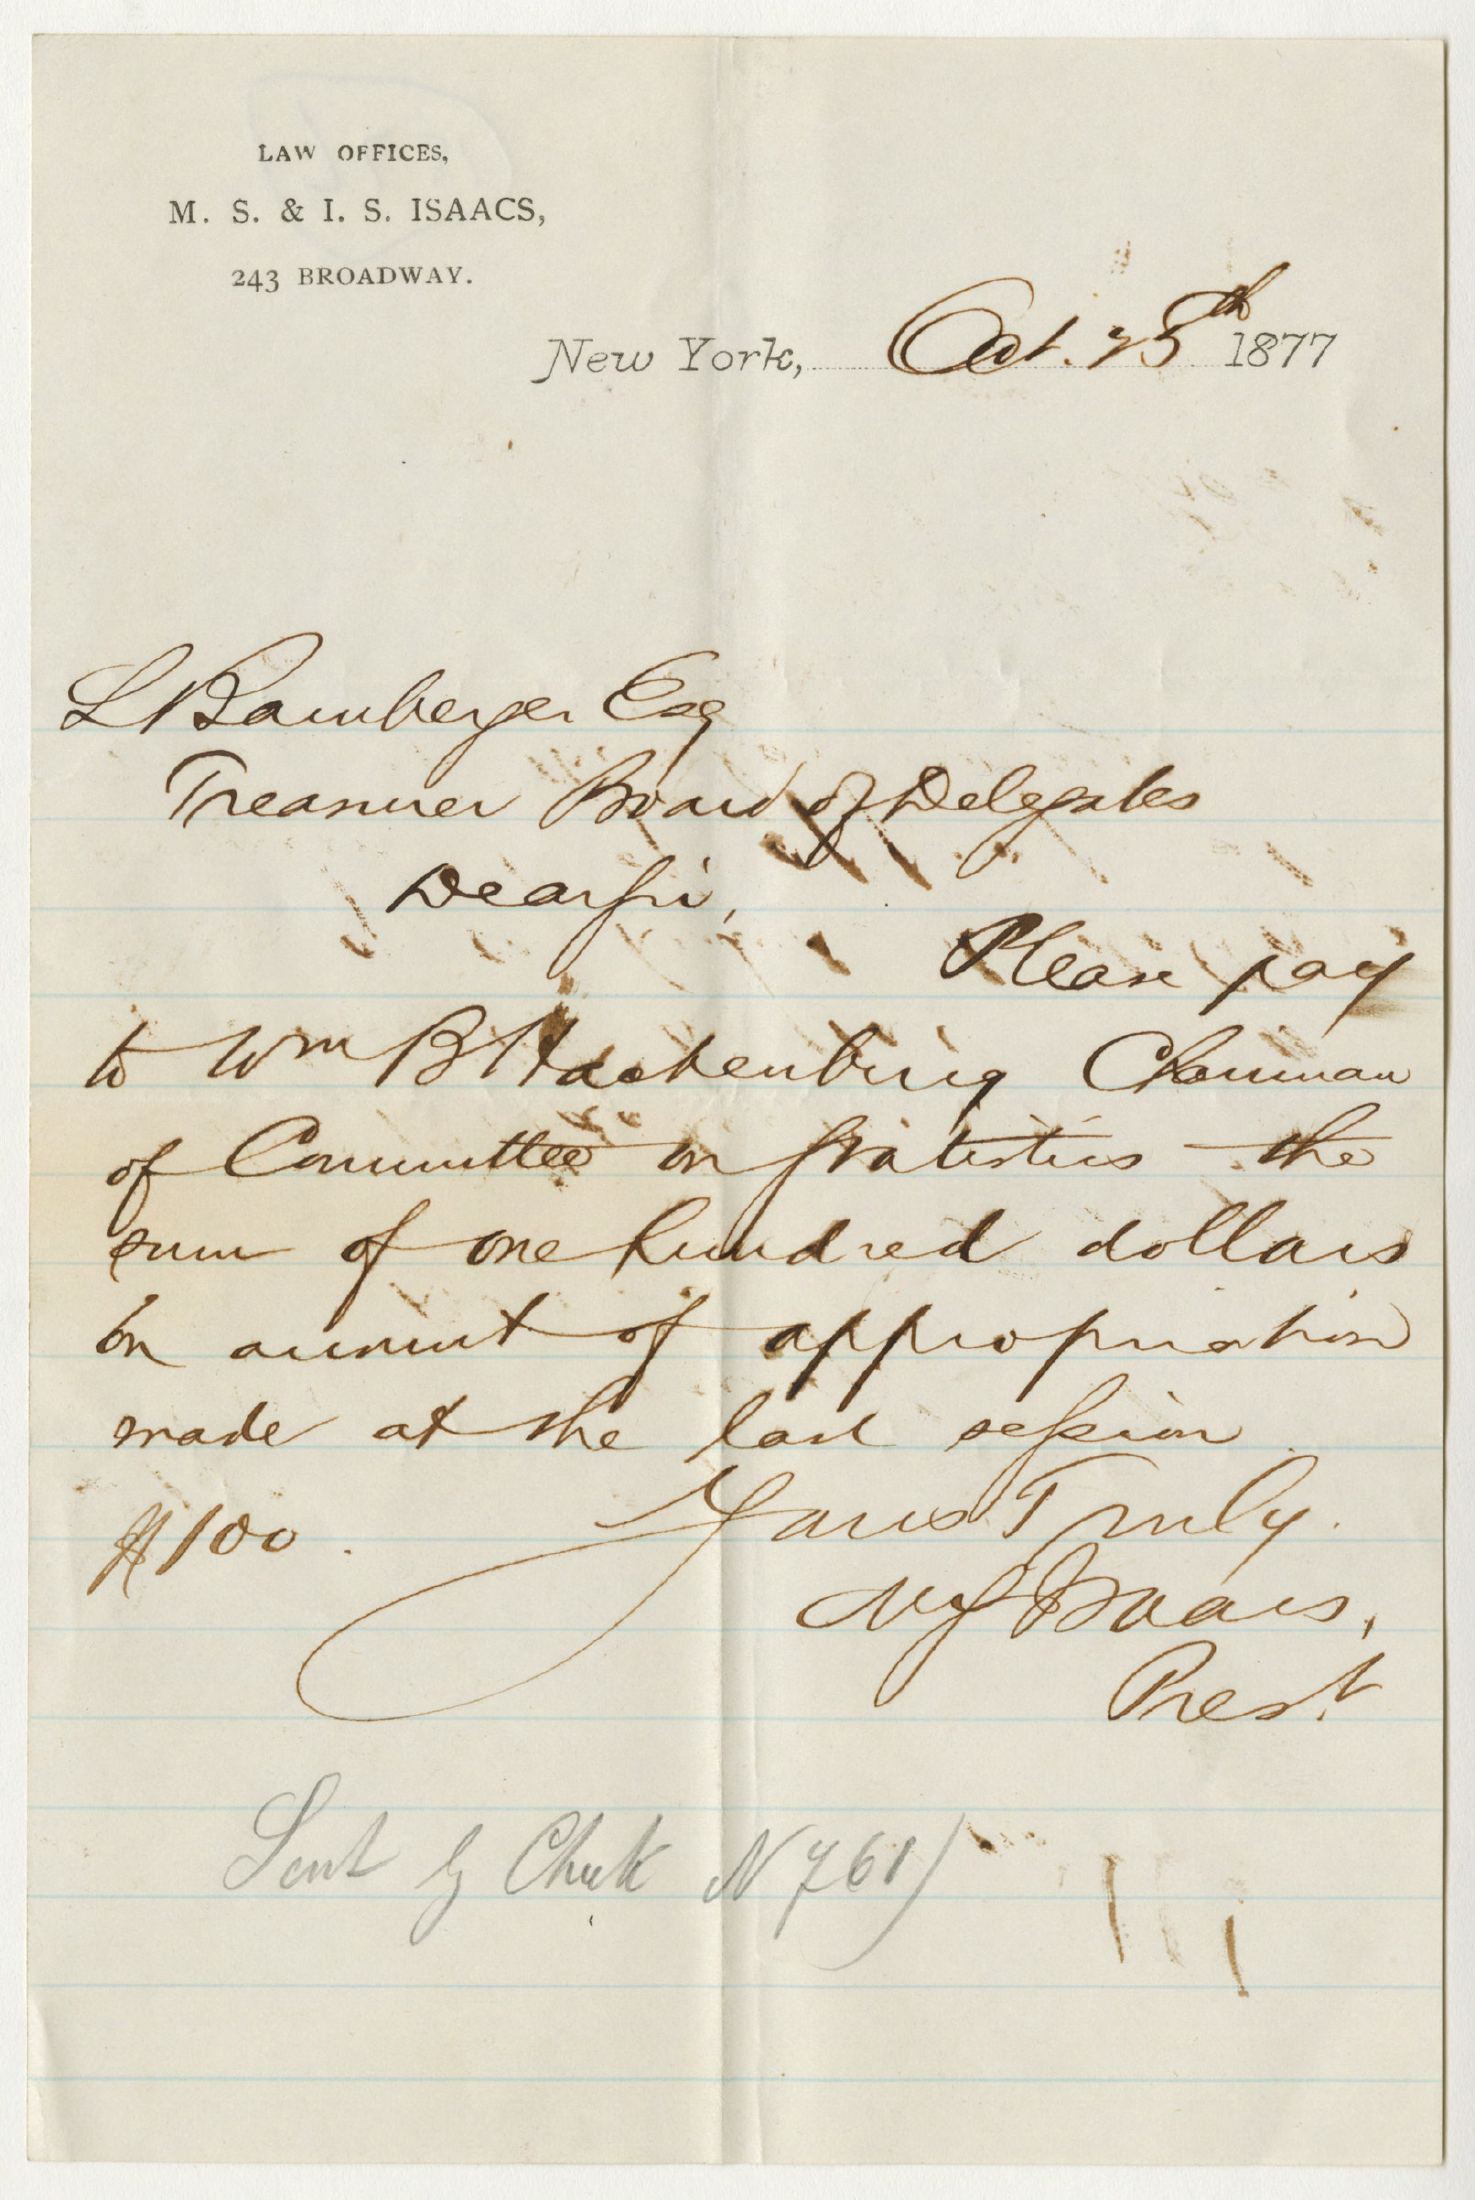 LAW OFFICES,
M. S. & I. S. ISAACS,
243 BROADWAY.
New York, Oct. 25th 1877
L Bamberger Esq
Treasurer Board of Delegates
Dear Sir,
Please pay
to Wm B Hackenburg Chairman
of Committee on Statistics the
sum of one hundred dollars
on account of appropriation
made at the last session.
$100. Yours Truly.
M S Isaacs,
Prest.
Sent by Check N 761